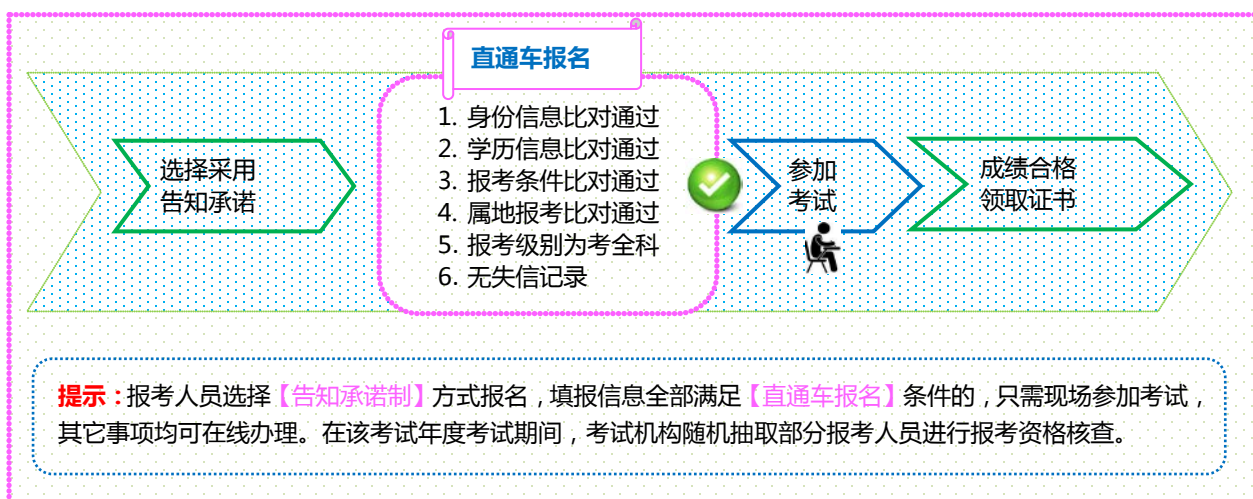 直通车报名
选择采用
告知承诺
1. 身份信息比对通过
2. 学历信息比对通过
3. 报考条件比对通过
4. 属地报考比对通过
5. 报考级别为考全科
6. 无失信记录
参加
考试
成绩合格
领取证书
提示：报考人员选择【告知承诺制】方式报名，填报信息全部满足【直通车报名】条件的，只需现场参加考试，
其它事项均可在线办理。在该考试年度考试期间，考试机构随机抽取部分报考人员进行报考资格核查。